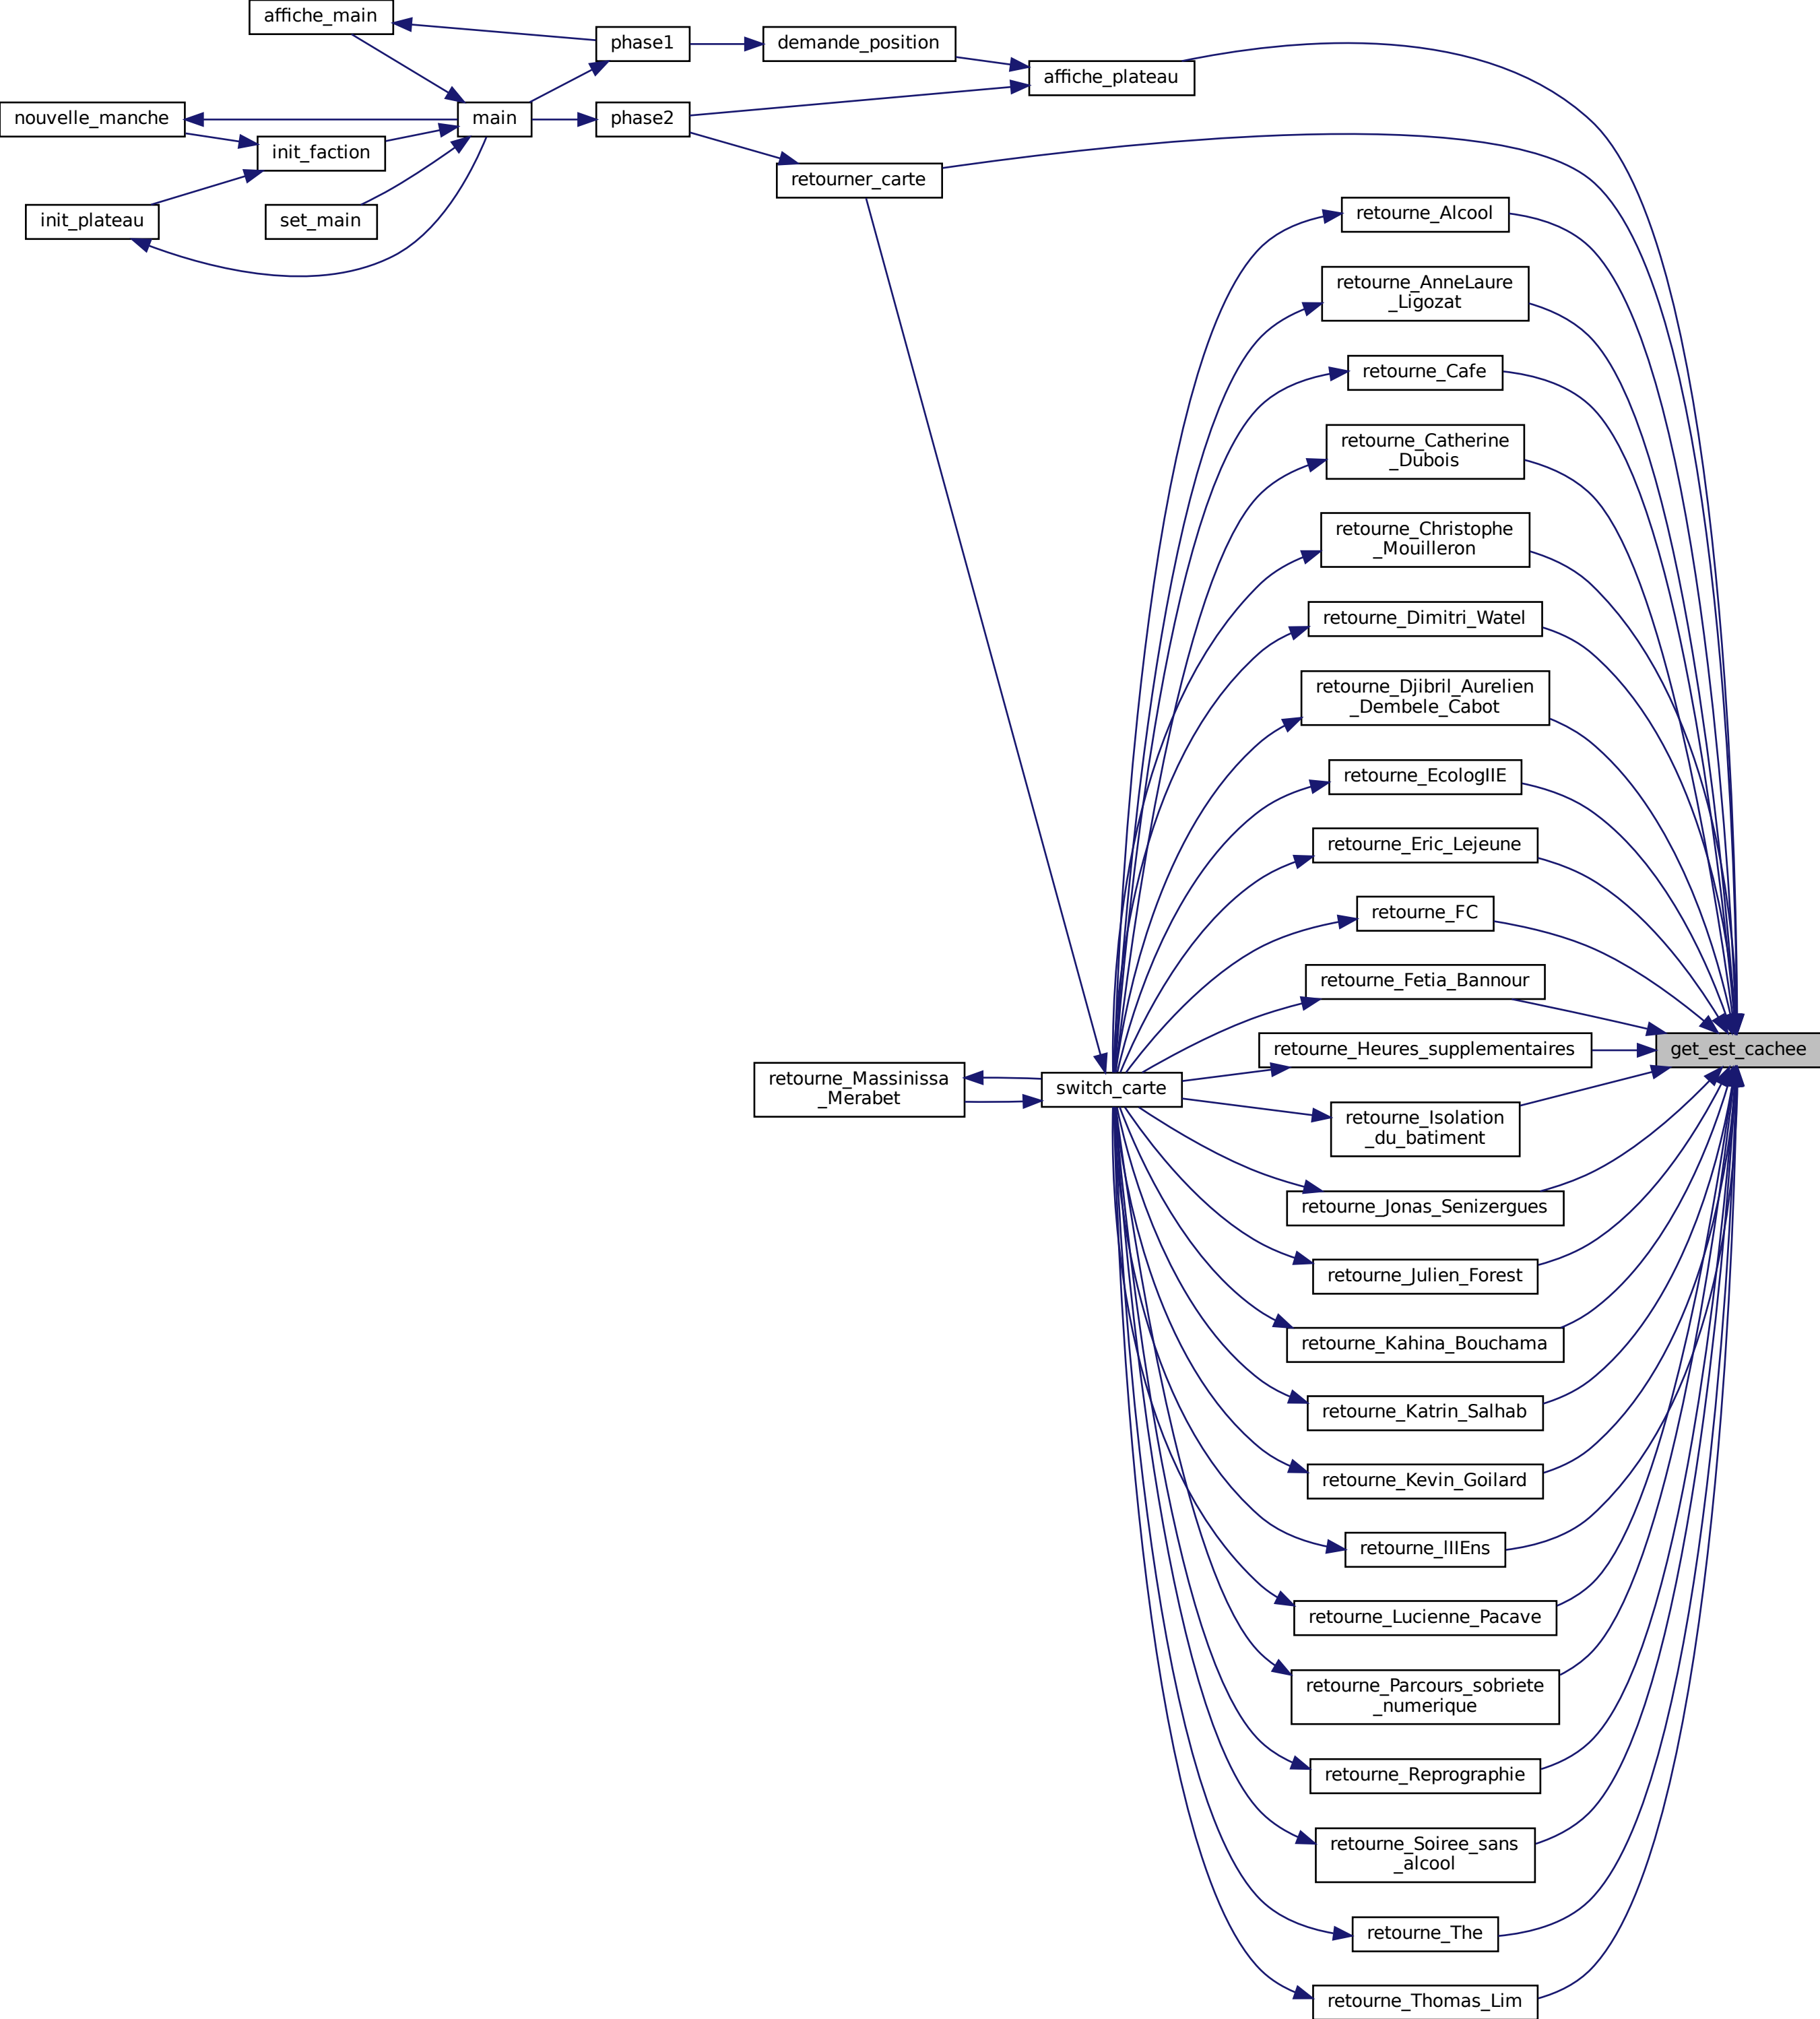 affiche_main
phase1
demande_position
affiche_plateau
nouvelle_manche
main
phase2
init_faction
retourner_carte
init_plateau
set_main
retourne_Alcool
retourne_AnneLaure
_Ligozat
retourne_Cafe
retourne_Catherine
_Dubois
retourne_Christophe
_Mouilleron
retourne_Dimitri_Watel
retourne_Djibril_Aurelien
_Dembele_Cabot
retourne_EcologIIE
retourne_Eric_Lejeune
retourne_FC
retourne_Fetia_Bannour
retourne_Heures_supplementaires
get_est_cachee
retourne_Massinissa
_Merabet
switch_carte
retourne_Isolation
_du_batiment
retourne_Jonas_Senizergues
retourne_Julien_Forest
retourne_Kahina_Bouchama
retourne_Katrin_Salhab
retourne_Kevin_Goilard
retourne_lIIEns
retourne_Lucienne_Pacave
retourne_Parcours_sobriete
_numerique
retourne_Reprographie
retourne_Soiree_sans
_alcool
retourne_The
retourne_Thomas_Lim